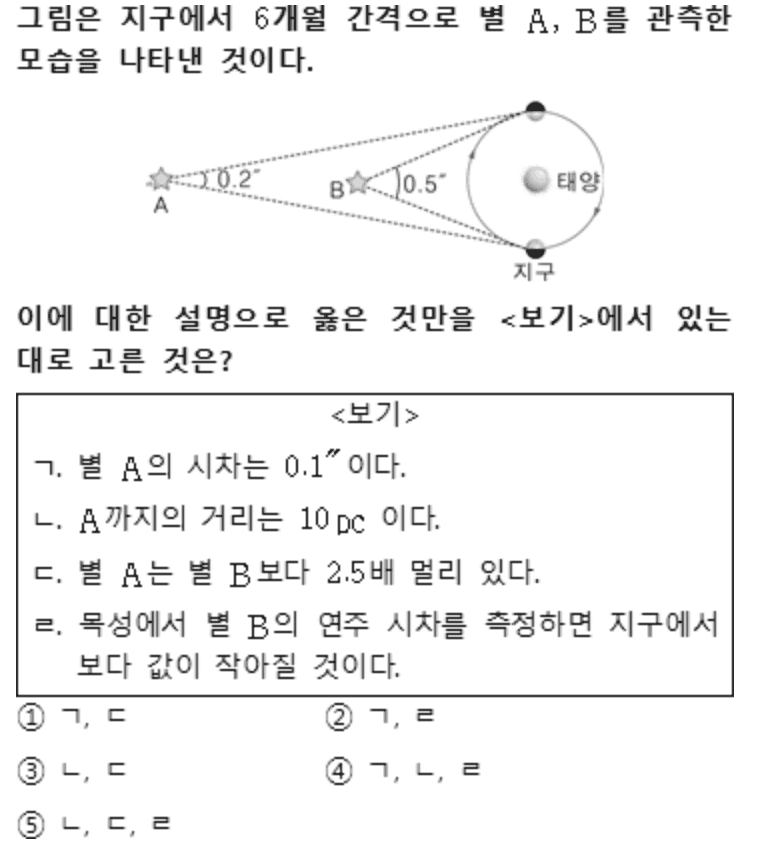 그림은 지구에서 6개월 간격으로 별 A, B를 관측한
모습을 나타낸 것이다.
0.2″
B
0.5″
태양
A
지구
이에 대한 설명으로 옳은 것만을 <보기>에서 있는
대로 고른 것은?
<보기>
ㄱ. 별 A의 시차는 0.1″이다.
ㄴ. A까지의 거리는 10pc 이다.
ㄷ. 별 A는 별 B보다 2.5배 멀리 있다.
ㄹ. 목성에서 별 B의 연주 시차를 측정하면 지구에서
보다 값이 작아질 것이다.
① ㄱ, ㄷ ② ㄱ, ㄹ
③ ㄴ, ㄷ ④ ㄱ, ㄴ, ㄹ
⑤ ㄴ, ㄷ, ㄹ